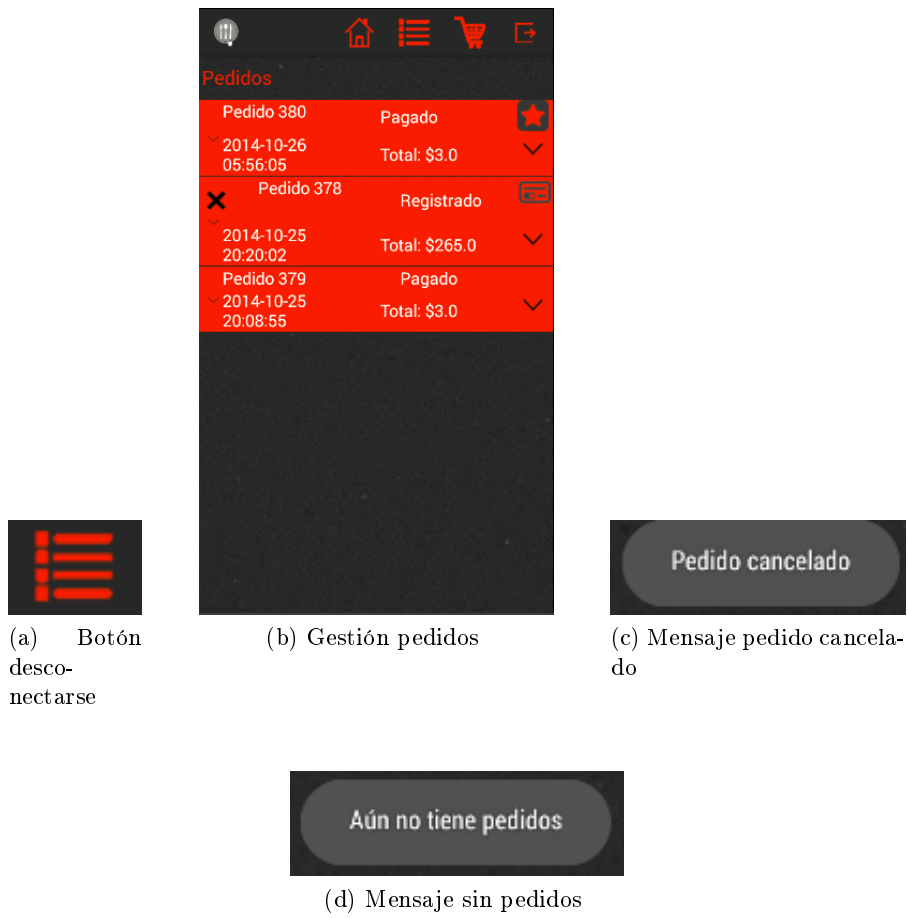 Pedidos
Pedido 380
Pagado
2014-10-26
05:56:05
Total: $3.0
Pedido 378
Registrado
2014-10-25
20:20:02
Total: $265.0
Pedido 379
Pagado
2014-10-25
20:08:55
Total: $3.0
(a) Botón
desco-
nectarse
(b) Gestión pedidos
Pedido cancelado
(c) Mensaje pedido cancela-
do
Aún no tiene pedidos
(d) Mensaje sin pedidos